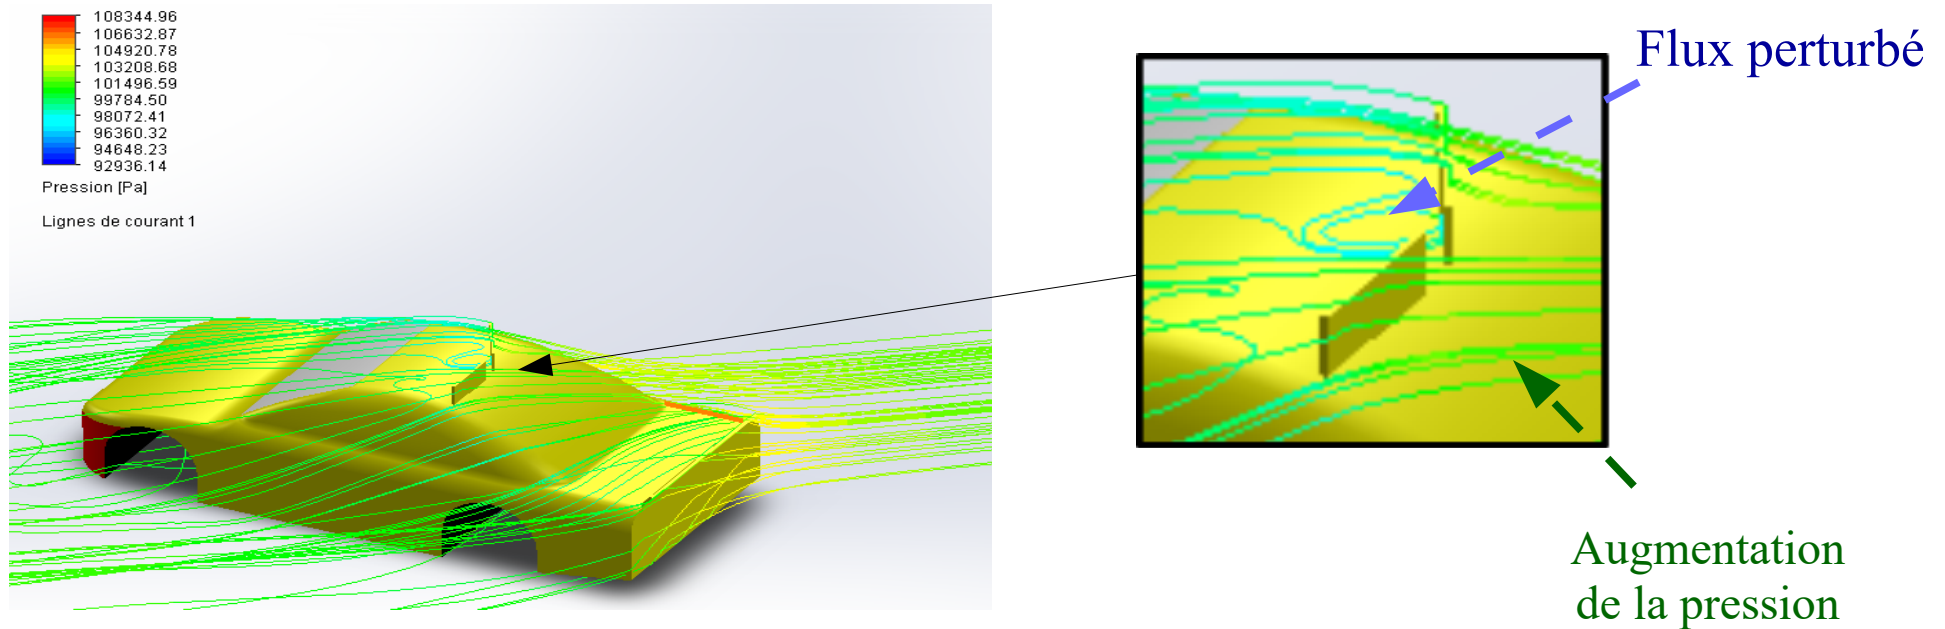 108344.96
106632.87
104920.78
103208.68
101496.59
99784.50
98072.41
96360.32
94648.23
92936.14
Pression [Pa]
Lignes de courant 1
Flux perturbé
Augmentation
de la pression